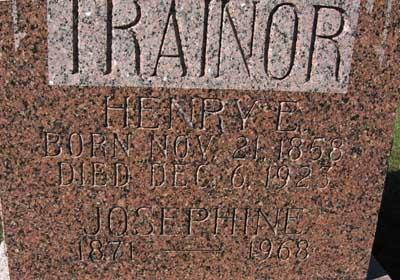 TRAINOR
HENRY E.
BORN NOV. 21, 1858
DIED DEC. 6, 1923
JOSEPHINE
1871 — 1968